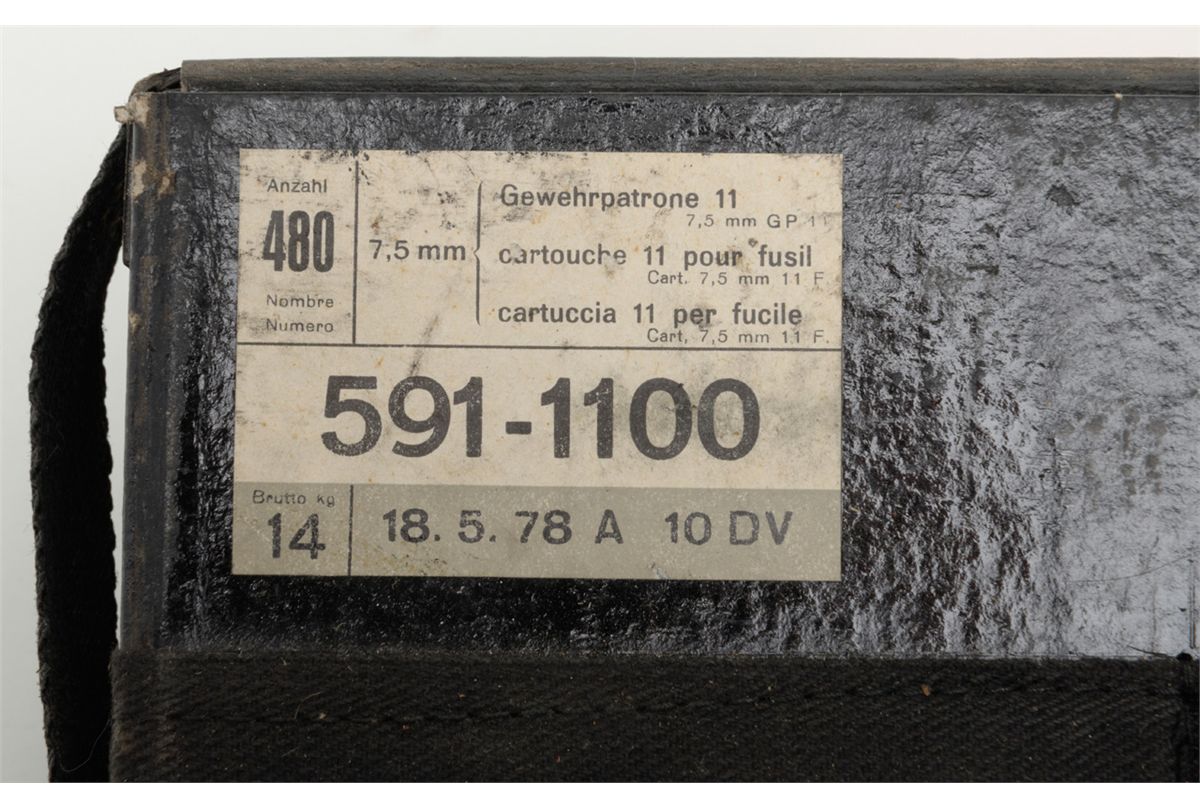 Anzahl
480
Nombre
Numero
7,5 mm
Gewehrpatrone 11
7,5 mm GP 11
cartouche 11 pour fusil
Cart. 7,5 mm 11 F.
cartuccia 11 per fucile
Cart, 7,5 mm 11 F.
591-1100
Brutto kg
14
18. 5. 78 A 10 DV